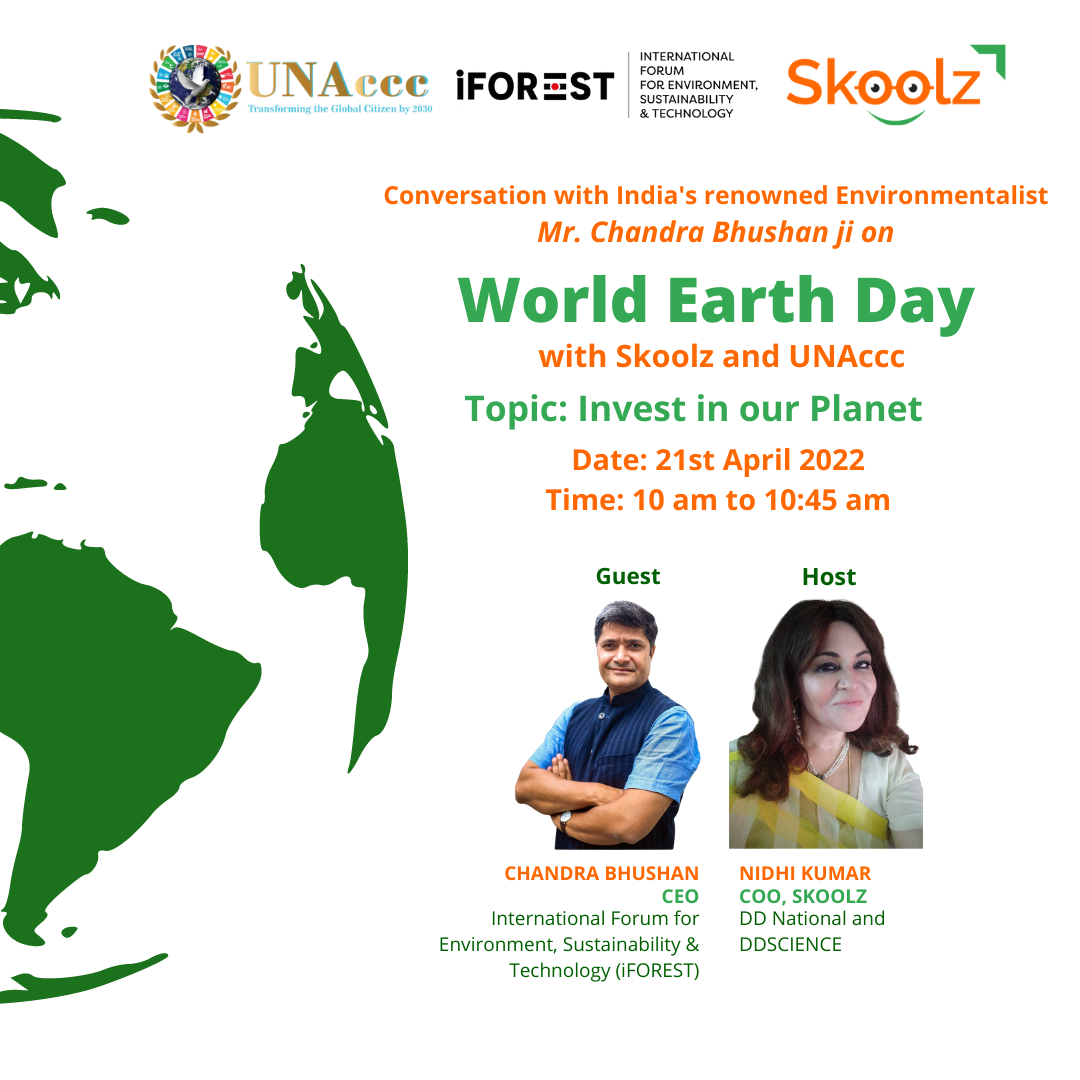 UNAccc
Transforming the Global Citizen by 2030
iFOREST
INTERNATIONAL
FORUM
FOR ENVIRONMENT,
SUSTAINABILITY
& TECHNOLOGY
Skoolz
Conversation with India's renowned Environmentalist
Mr. Chandra Bhushan ji on
World Earth Day
with Skoolz and UNAccc
Topic: Invest in our Planet
Date: 21st April 2022
Time: 10 am to 10:45 am
Guest
CHANDRA BHUSHAN
CEO
International Forum for
Environment, Sustainability &
Technology (iFOREST)
Host
NIDHI KUMAR
COO, SKOOLZ
DD National and
DDSCIENCE